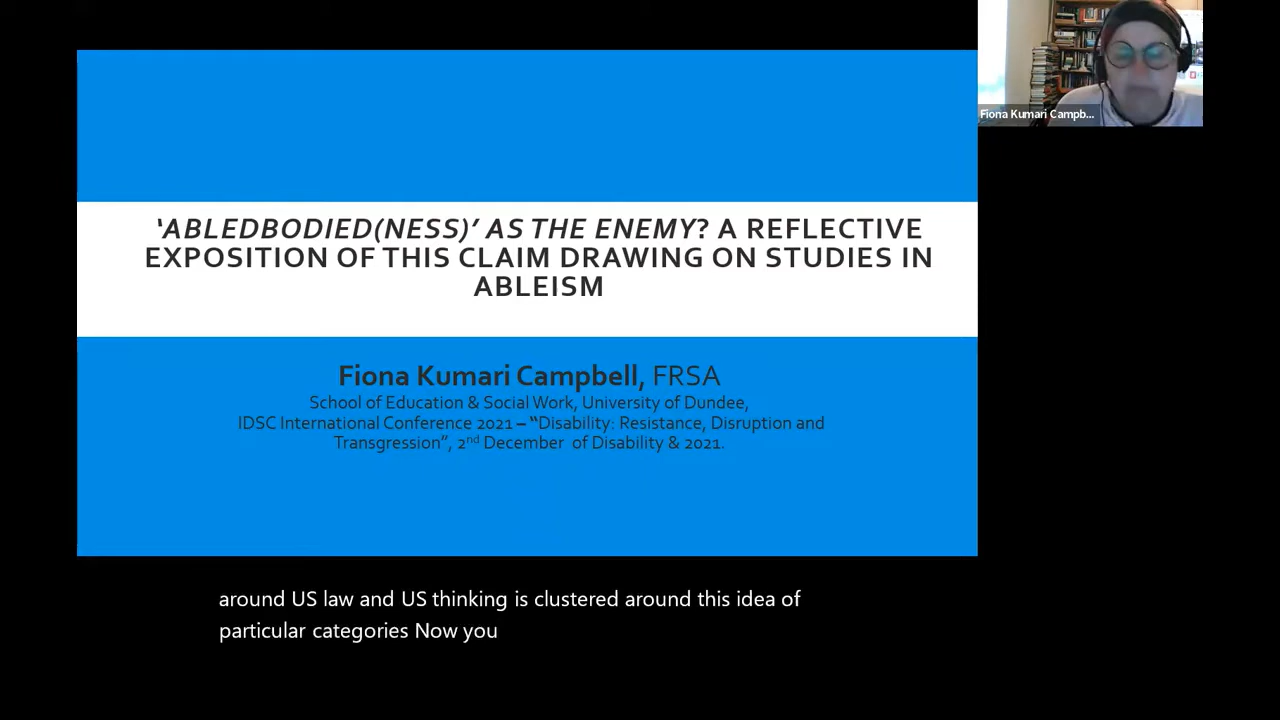 Fiona Kumari Campb...
‘ABLEDBODIED(NESS)’ AS THE ENEMY? A REFLECTIVE
EXPOSITION OF THIS CLAIM DRAWING ON STUDIES IN
ABLEISM
Fiona Kumari Campbell, FRSA
School of Education & Social Work, University of Dundee,
IDSC International Conference 2021 – “Disability: Resistance, Disruption and
Transgression”, 2nd December  of Disability & 2021.
around US law and US thinking is clustered around this idea of
particular categories Now you